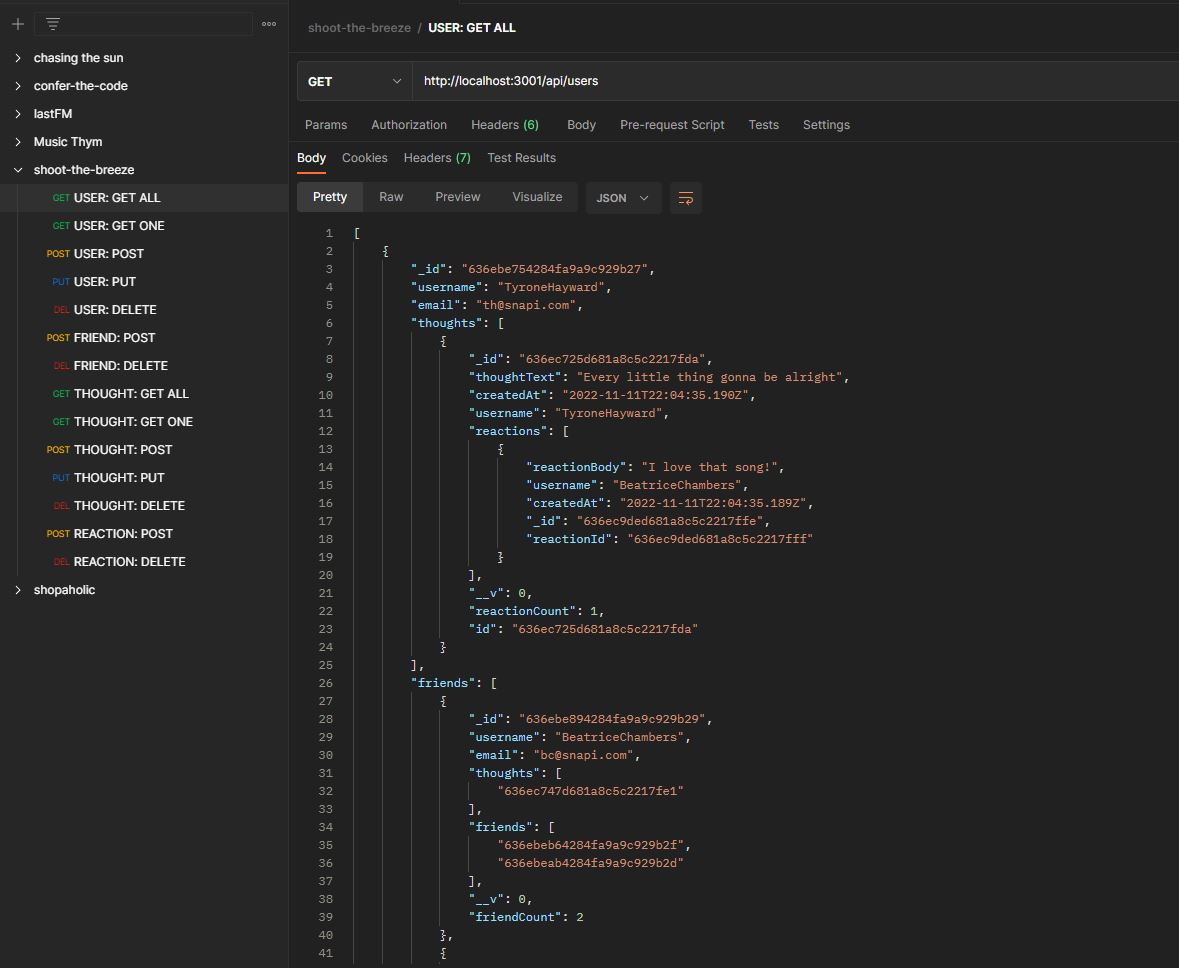 shoot-the-breeze / USER: GET ALL
chasing the sun
confer-the-code
lastFM
Music Thym
shoot-the-breeze
GET USER: GET ALL
GET USER: GET ONE
POST USER: POST
PUT USER: PUT
DEL USER: DELETE
POST FRIEND: POST
DEL FRIEND: DELETE
GET THOUGHT: GET ALL
GET THOUGHT: GET ONE
POST THOUGHT: POST
PUT THOUGHT: PUT
DEL THOUGHT: DELETE
POST REACTION: POST
DEL REACTION: DELETE
shopaholic
GET http://localhost:3001/api/users
Params Authorization Headers (6) Body Pre-request Script Tests Settings
Body Cookies Headers (7) Test Results
Pretty Raw Preview Visualize JSON
1 [
2 {
3 "_id": "636ebe754284fa9a9c929b27",
4 "username": "TyroneHayward",
5 "email": "th@snapi.com",
6 "thoughts": [
7 {
8 "_id": "636ec725d681a8c5c2217fda",
9 "thoughtText": "Every little thing gonna be alright",
10 "createdAt": "2022-11-11T22:04:35.190Z",
11 "username": "TyroneHayward",
12 "reactions": [
13 {
14 "reactionBody": "I love that song!",
15 "username": "BeatriceChambers",
16 "createdAt": "2022-11-11T22:04:35.189Z",
17 "_id": "636ec9ded681a8c5c2217ffe",
18 "reactionId": "636ec9ded681a8c5c2217fff"
19 }
20 ],
21 "__v": 0,
22 "reactionCount": 1,
23 "id": "636ec725d681a8c5c2217fda"
24 }
25 ],
26 "friends": [
27 {
28 "_id": "636ebe894284fa9a9c929b29",
29 "username": "BeatriceChambers",
30 "email": "bc@snapi.com",
31 "thoughts": [
32 "636ec747d681a8c5c2217fe1"
33 ],
34 "friends": [
35 "636ebeb64284fa9a9c929b2f",
36 "636ebeab4284fa9a9c929b2d"
37 ],
38 "__v": 0,
39 "friendCount": 2
40 },
41 {